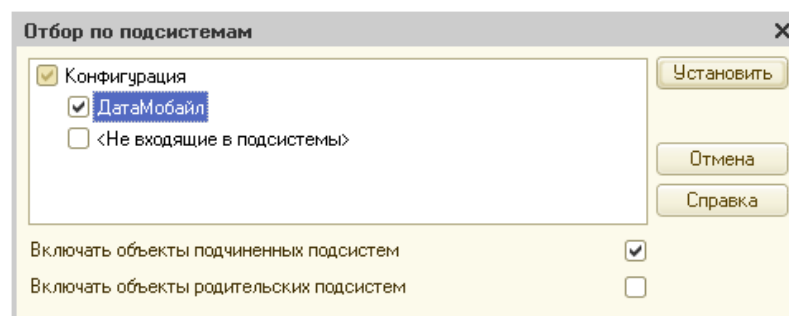 Отбор по подсистемам
Конфигурация
Установить
ДатаМобайл
<Не входящие в подсистемы>
Отмена
Справка
Включать объекты подчиненных подсистем
Включать объекты родительских подсистем